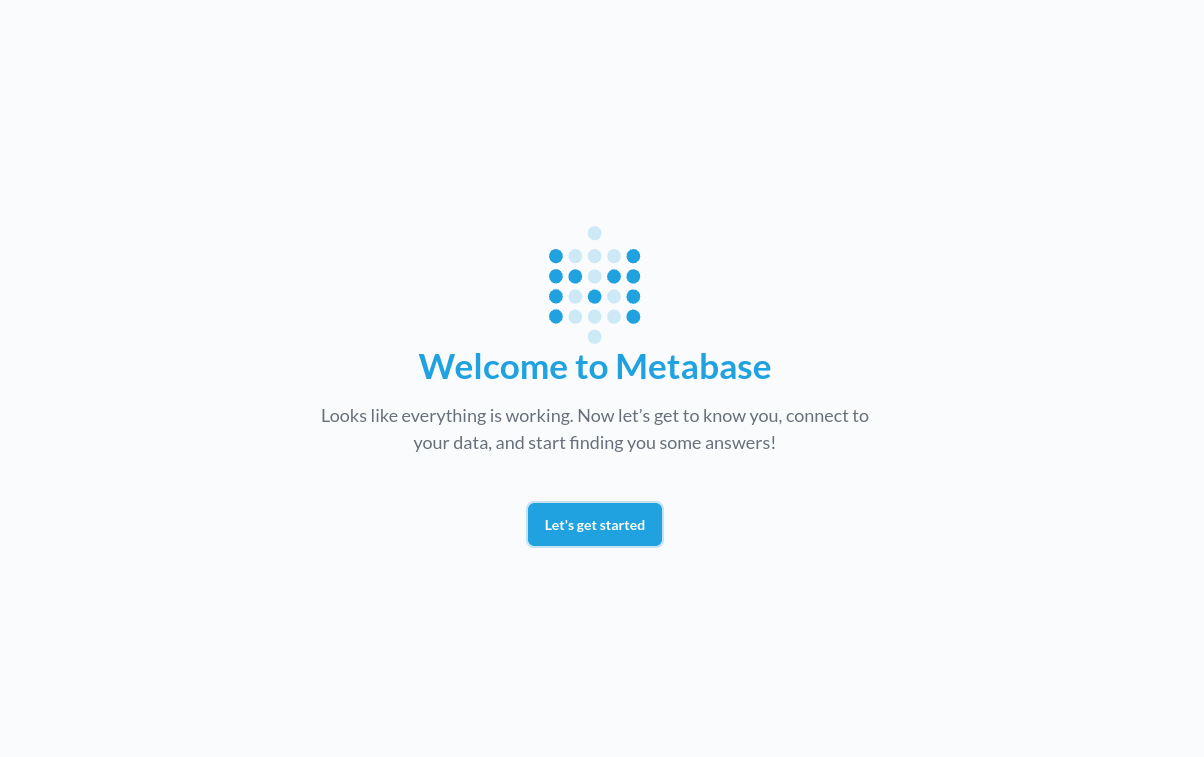 Welcome to Metabase
Looks like everything is working. Now let’s get to know you, connect to
your data, and start finding you some answers!
Let's get started